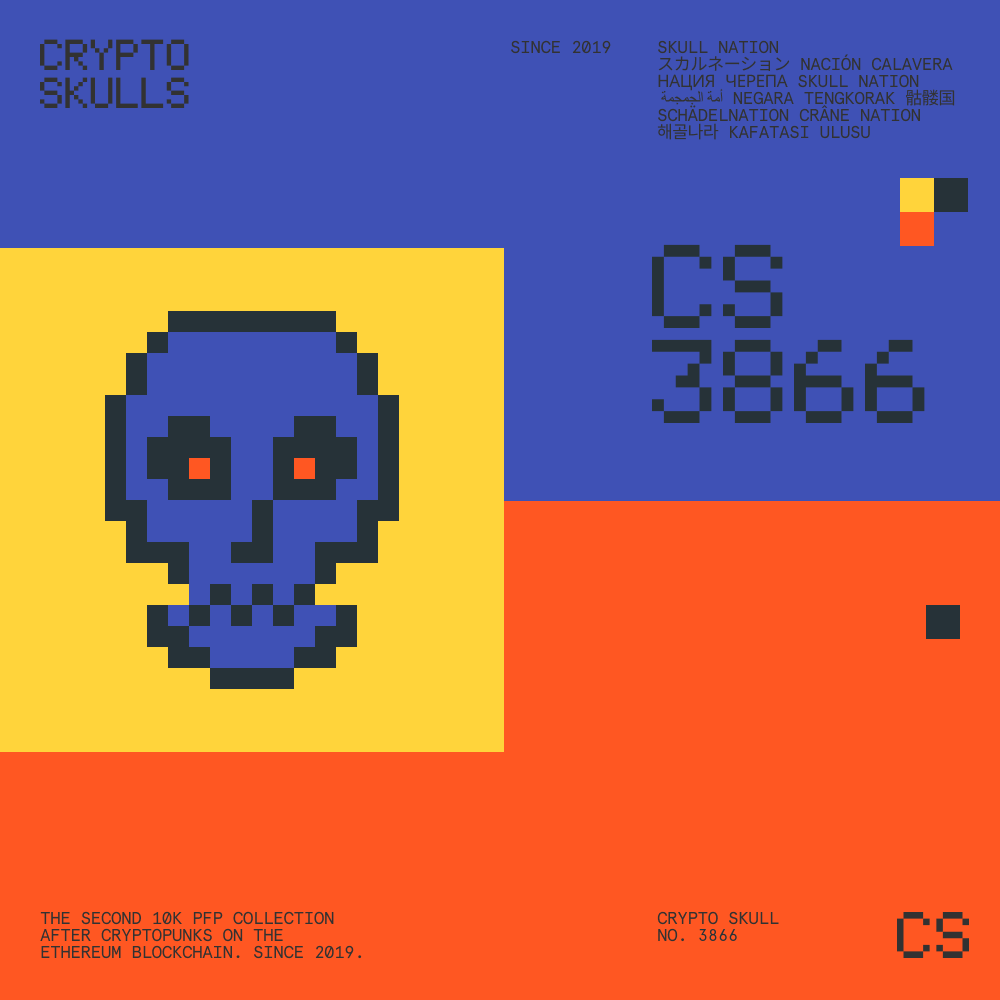 CRYPTO
SKULLS
SINCE 2019
SKULL NATION
スカルネーション NACIÓN CALAVERA
НАЦИЯ ЧЕРЕПА SKULL NATION
أمة الجمجمة NEGARA TENGKORAK 骷髅国
SCHÄDELNATION CRÂNE NATION
해골나라 KAFATASI ULUSU
CS
3866
THE SECOND 10K PFP COLLECTION
AFTER CRYPTOPUNKS ON THE
ETHEREUM BLOCKCHAIN. SINCE 2019.
CRYPTO SKULL
NO. 3866
CS